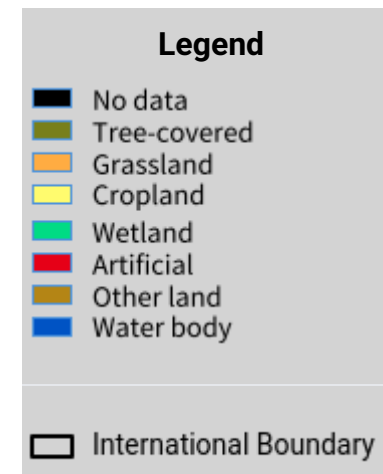 Legend
No data
Tree-covered
Grassland
Cropland
Wetland
Artificial
Other land
Water body
International Boundary